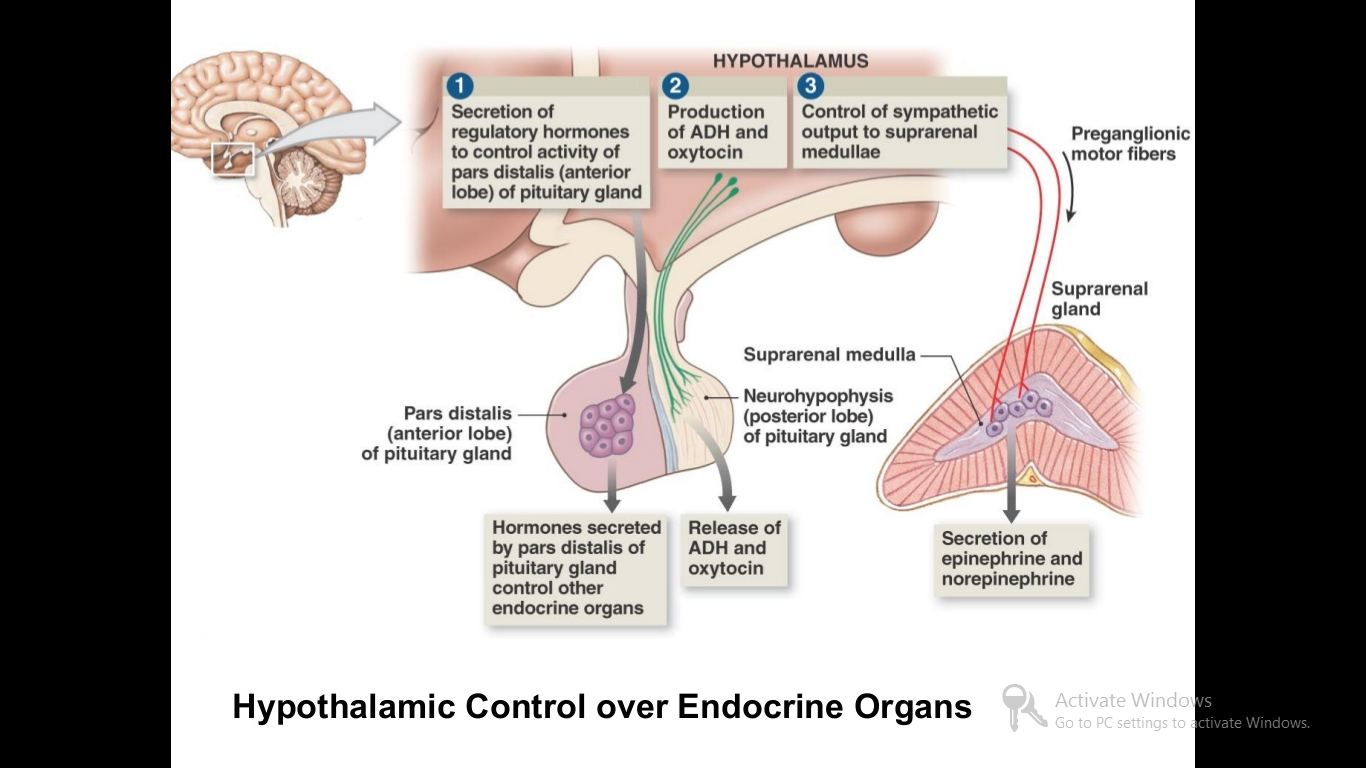 HYPOTHALAMUS
1
Secretion of
regulatory hormones
to control activity of
pars distalis (anterior
lobe) of pituitary gland
2
Production
of ADH and
oxytocin
3
Control of sympathetic
output to suprarenal
medullae
Preganglionic
motor fibers
Suprarenal
gland
Suprarenal medulla
Neurohypophysis
(posterior lobe)
of pituitary gland
Pars distalis
(anterior lobe)
of pituitary gland
Hormones secreted
by pars distalis of
pituitary gland
control other
endocrine organs
Release of
ADH and
oxytocin
Secretion of
epinephrine and
norepinephrine
Hypothalamic Control over Endocrine Organs
Activate Windows
Go to PC settings to activate Windows.